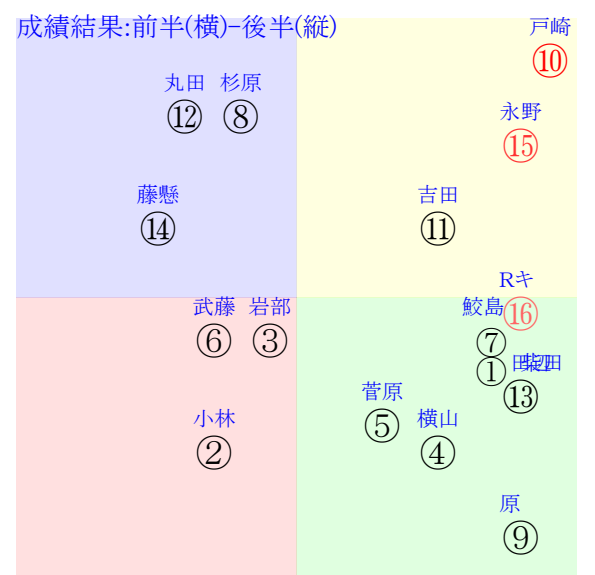 成績結果:前半(横)-後半(縦)
戸崎
⑩
丸田 杉原
⑫ ⑧
永野
⑮
藤懸
⑭
吉田
⑪
Rキ
⑯
武藤 岩部
⑥ ③
鮫島
⑦
①
⑬
菅原
⑤
横山
④
小林
②
原
⑨